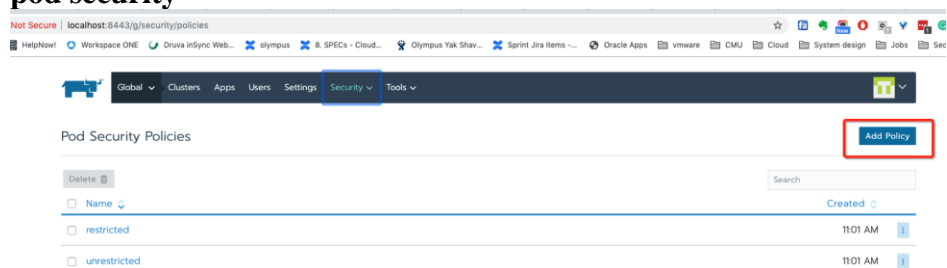 pod security
Not Secure | localhost:8443/g/security/policies
HelpNow! Workspace ONE Druva inSync Web... olympus 8. SPECs - Cloud... Olympus Yak Shav... Sprint Jira Items -... Oracle Apps vmware CMU Cloud System design Jobs Sec
Global Clusters Apps Users Settings Security Tools
Pod Security Policies
Add Policy
Delete
Search
Name Created
restricted 11:01 AM
unrestricted 11:01 AM